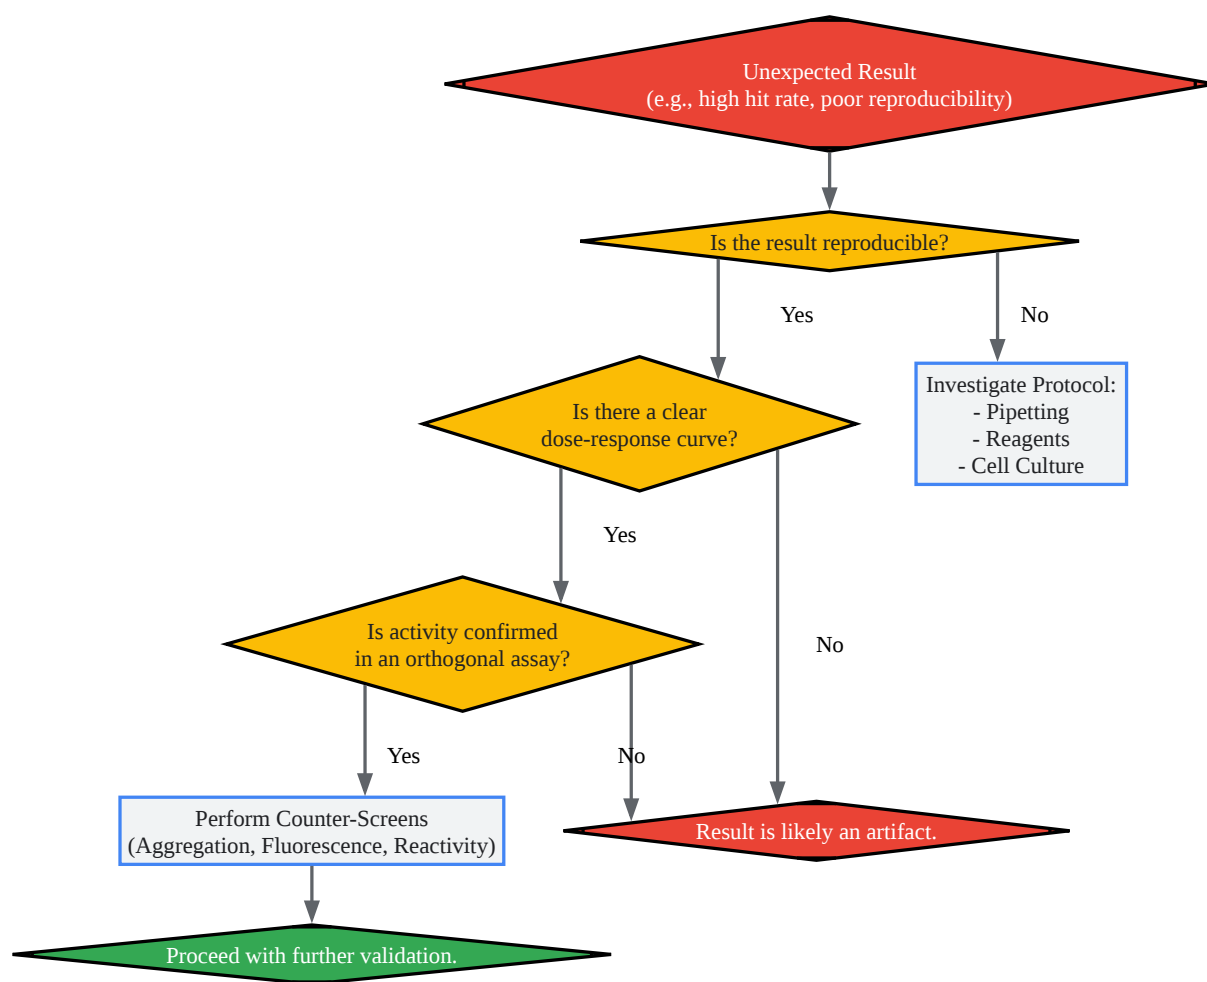 Unexpected Result
(e.g., high hit rate, poor reproducibility)
Is the result reproducible?
Yes
No
Investigate Protocol:
- Pipetting
- Reagents
- Cell Culture
Is there a clear
dose-response curve?
Yes
No
Is activity confirmed
in an orthogonal assay?
Yes
No
Perform Counter-Screens
(Aggregation, Fluorescence, Reactivity)
Result is likely an artifact.
Proceed with further validation.